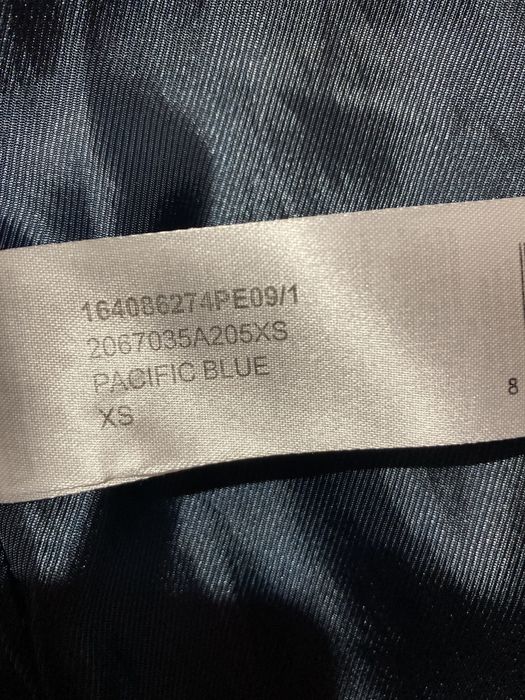 164086274PE09/1
2067035A205XS
PACIFIC BLUE
XS
8